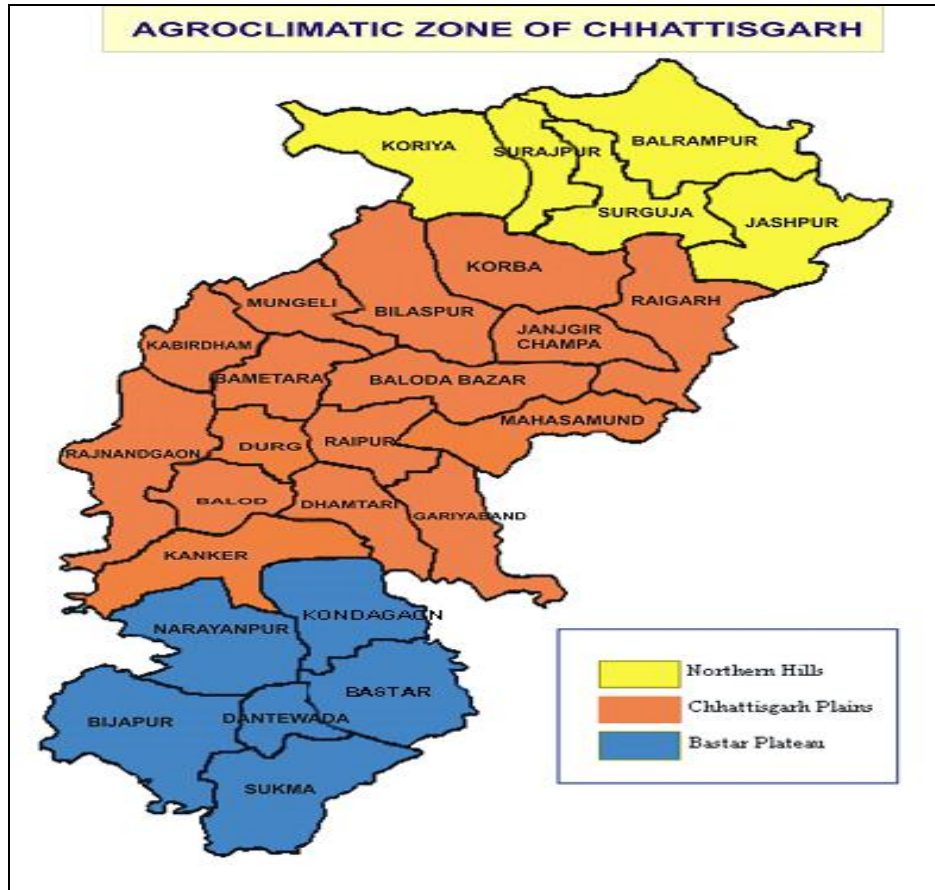 AGROCLIMATIC ZONE OF CHHATTISGARH
KORIYA
SURAJPUR
BALRAMPUR
SURGUJA
JASHPUR
KORBA
RAIGARH
MUNGELI
BILASPUR
JANJGIR
CHAMPA
KABIRDHAM
BAMETARA
BALODA BAZAR
MAHASAMUND
RAJNANDGAON
DURG
RAIPUR
BALOD
DHAMTARI
GARIYABAND
KANKER
KONDAGAON
NARAYANPUR
BASTAR
BIJAPUR
DANTEWADA
SUKMA
Northern Hills
Chhattisgarh Plains
Bastar Plateau